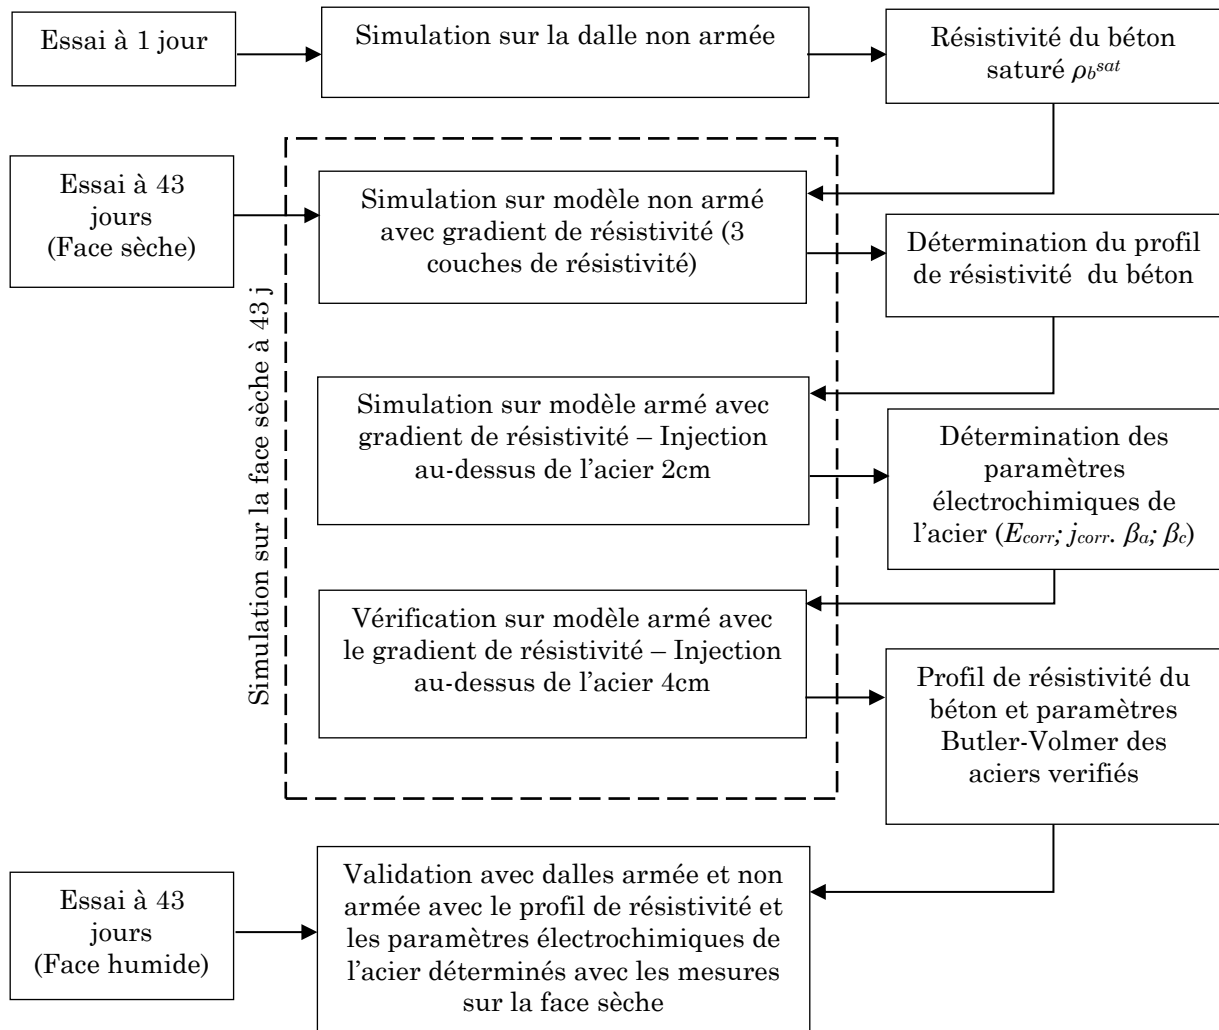 Essai à 1 jour
Simulation sur la dalle non armée
Résistivité du béton
saturé ρb^sat
Essai à 43
jours
(Face sèche)
Simulation sur la face sèche à 43 j
Simulation sur modèle non armé
avec gradient de résistivité (3
couches de résistivité)
Détermination du profil
de résistivité du béton
Simulation sur modèle armé avec
gradient de résistivité – Injection
au-dessus de l’acier 2cm
Détermination des
paramètres
électrochimiques de
l’acier (Ecorr; jcorr. βa; βc)
Vérification sur modèle armé avec
le gradient de résistivité – Injection
au-dessus de l’acier 4cm
Profil de résistivité du
béton et paramètres
Butler-Volmer des
aciers verifiés
Essai à 43
jours
(Face humide)
Validation avec dalles armée et non
armée avec le profil de résistivité et
les paramètres électrochimiques de
l’acier déterminés avec les mesures
sur la face sèche